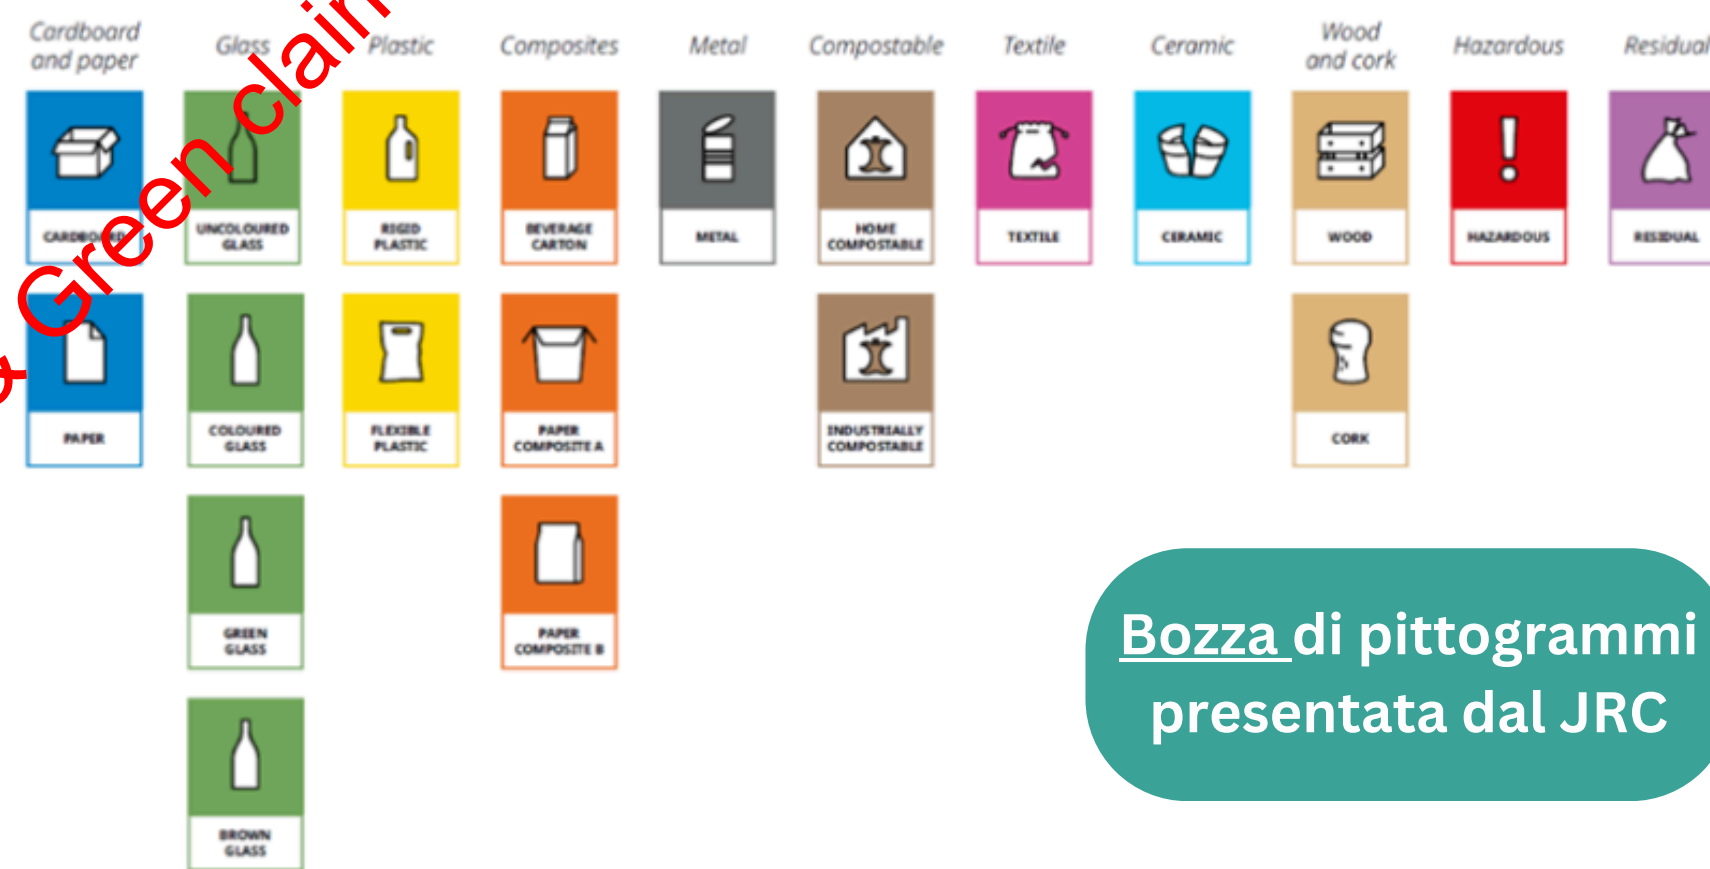 Cardboard
and paper
Glass
Plastic
Composites
Metal
Compostable
Textile
Ceramic
Wood
and cork
Hazardous
Residual
CARDBOARD
UNCOLOURED
GLASS
RIGID
PLASTIC
BEVERAGE
CARTON
METAL
HOME
COMPOSTABLE
TEXTILE
CERAMIC
WOOD
HAZARDOUS
RESIDUAL
PAPER
COLOURED
GLASS
FLEXIBLE
PLASTIC
PAPER
COMPOSITE A
INDUSTRIALLY
COMPOSTABLE
CORK
GREEN
GLASS
PAPER
COMPOSITE B
BROWN
GLASS
& Green claim
Bozza di pittogrammi
presentata dal JRC